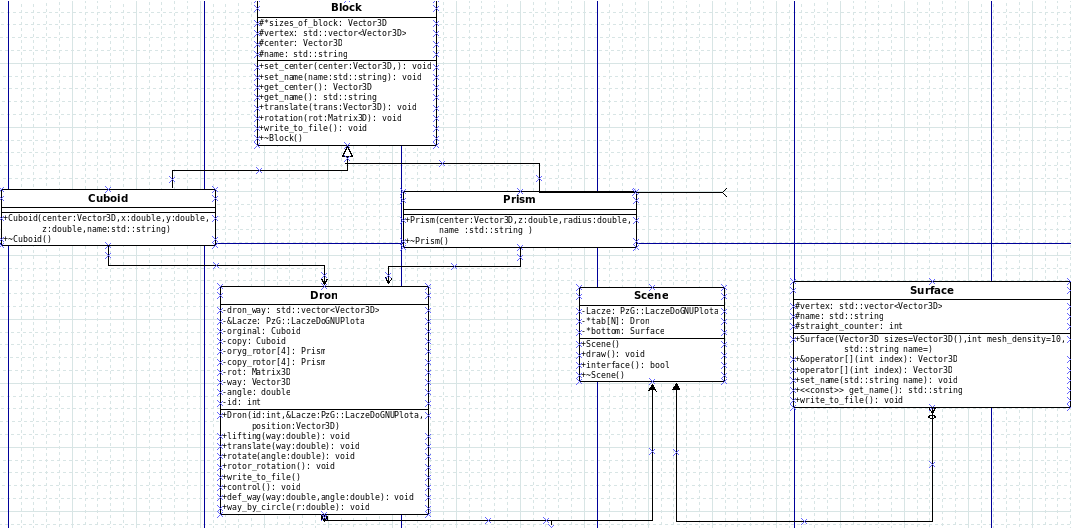 Block
#*sizes_of_block: Vector3D
#vertex: std::vector<Vector3D>
#center: Vector3D
#name: std::string
+set_center(center:Vector3D,): void
+set_name(name:std::string): void
+get_center(): Vector3D
+get_name(): std::string
+translate(trans:Vector3D): void
+rotation(rot:Matrix3D): void
+write_to_file(): void
+~Block()
Cuboid
+Cuboid(center:Vector3D,x:double,y:double,
z:double,name:std:string)
+~Cuboid()
Prism
+Prism(center:Vector3D,z:double,radius:double,
name :std::string )
+~Prism()
Dron
-dron_way: std::vector<Vector3D>
-&Lacze: PzG::LaczeDoGNUPlota
-orginal: Cuboid
-copy: Cuboid
-oryg_rotor[4]: Prism
-copy_rotor[4]: Prism
-rot: Matrix3D
-way: Vector3D
-angle: double
-id: int
+Dron(id:int,&Lacze:PzG::LaczeDoGNUPlota,
position:Vector3D)
+lifting(way:double): void
+translate(way:double): void
+rotate(angle:double): void
+rotor_rotation(): void
+write_to_file()
+control(): void
+def_way(way:double,angle:double): void
+way_by_circle(r:double): void
Scene
-Lacze: PzG::LaczeDoGNUPlota
-*tab[N]: Dron
-*bottom: Surface
+Scene()
+draw(): void
+interface(): bool
+~Scene()
Surface
#vertex: std::vector<Vector3D>
#name: std::string
#straight_counter: int
+Surface(Vector3D sizes=Vector3D(),int mesh_density=10,
std::string name=)
+&operator[](int index): Vector3D
+operator[](int index): Vector3D
+set_name(std::string name): void
+<<const>> get_name(): std::string
+write_to_file(): void